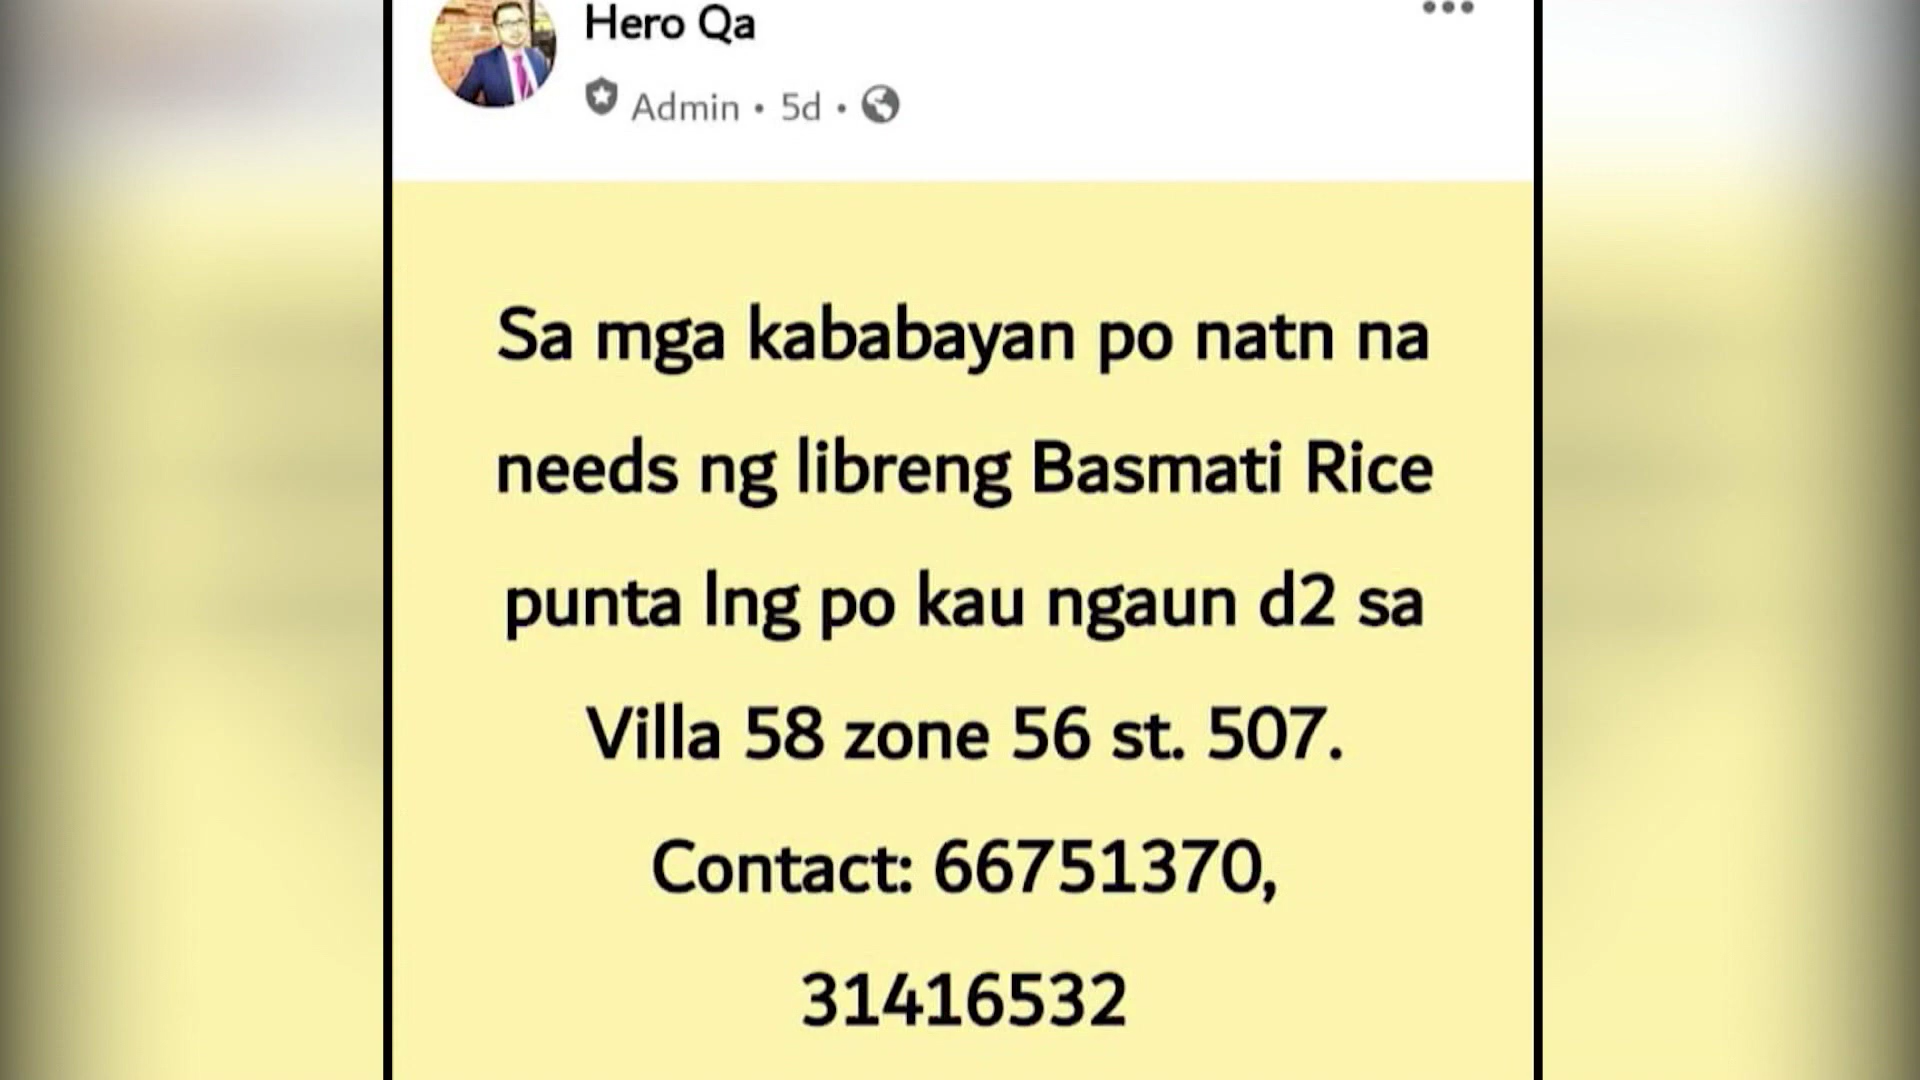 Hero Qa
Admin • 5d •
Sa mga kababayan po natn na
needs ng libreng Basmati Rice
punta lng po kau ngaun d2 sa
Villa 58 zone 56 st. 507.
Contact: 66751370,
31416532